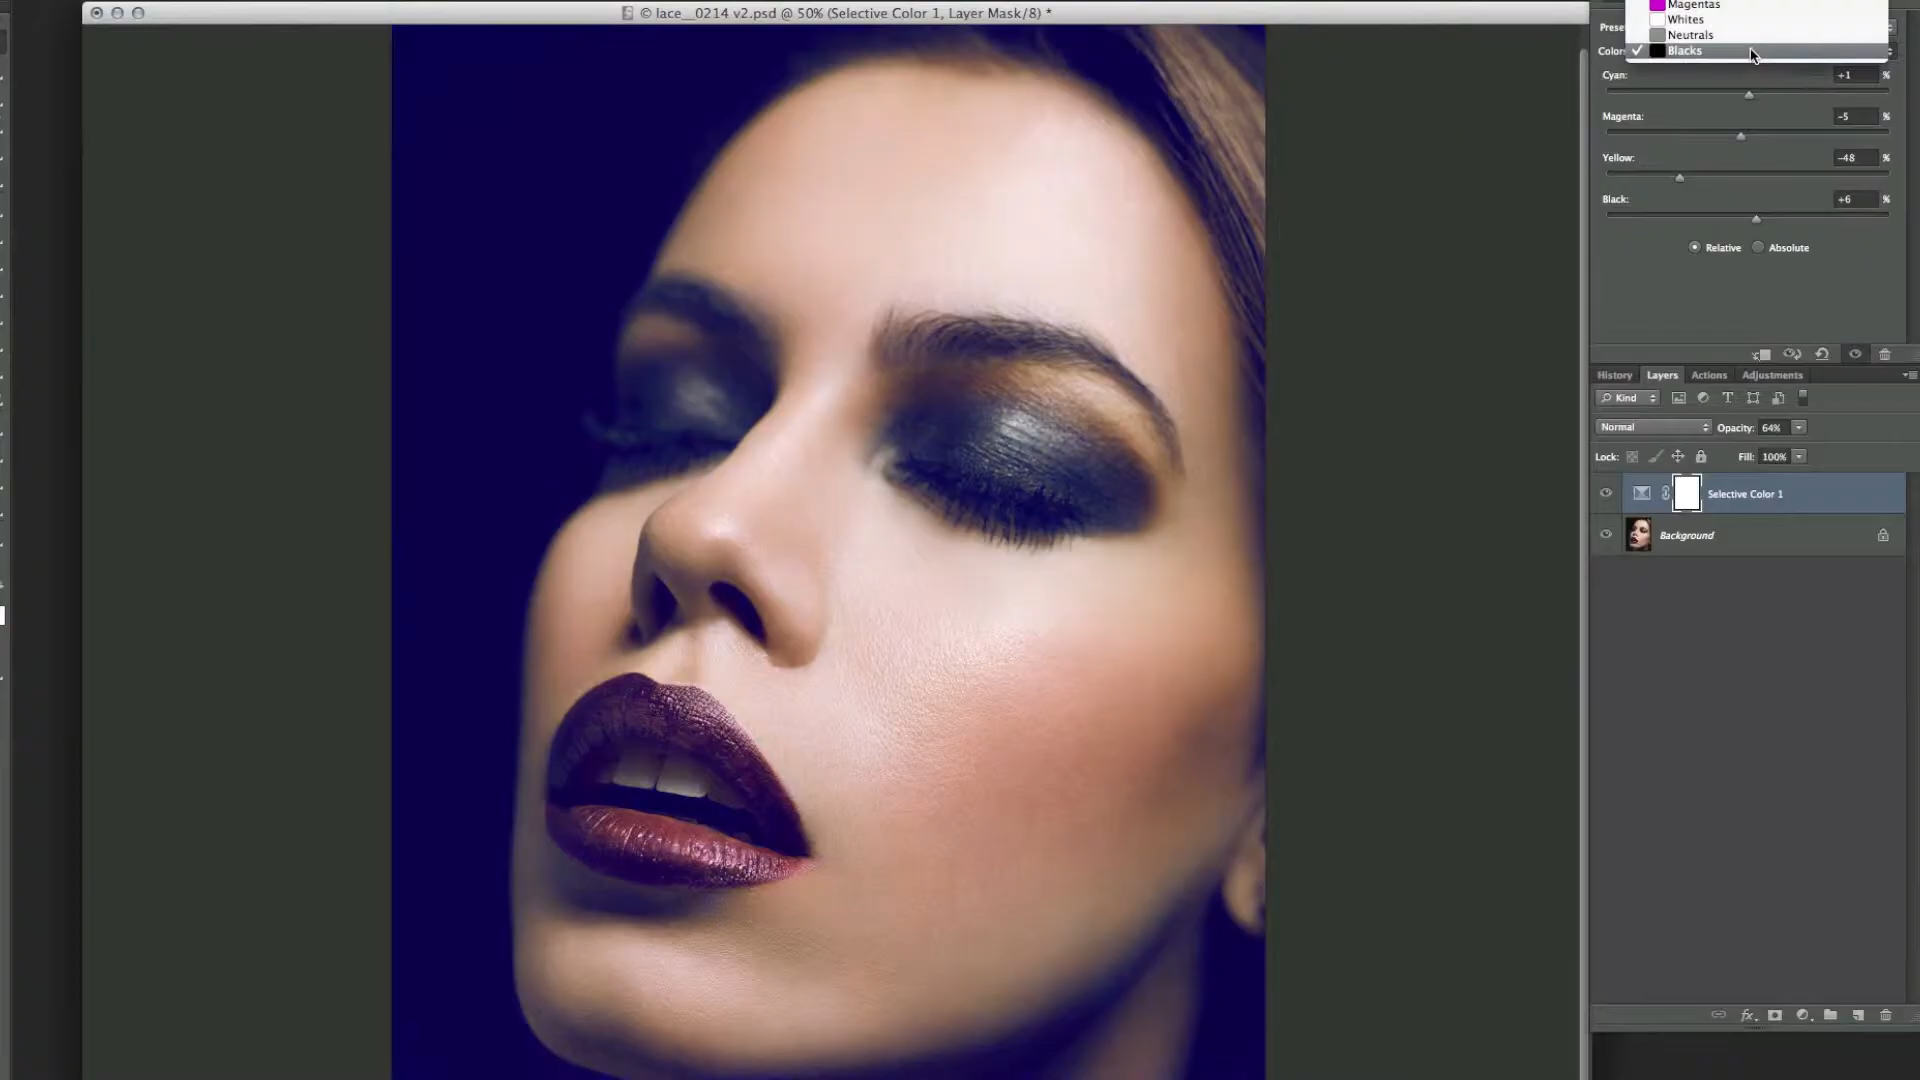 © lace__0214 v2.psd @ 50% (Selective Color 1, Layer Mask/8) *
Magentas
Whites
Neutrals
Blacks
Cyan: +1 %
Magenta: -5 %
Yellow: -48 %
Black: +6 %
Relative Absolute
History Layers Actions Adjustments
Kind
Normal Opacity: 64%
Lock: Fill: 100%
Selective Color 1
Background
fx